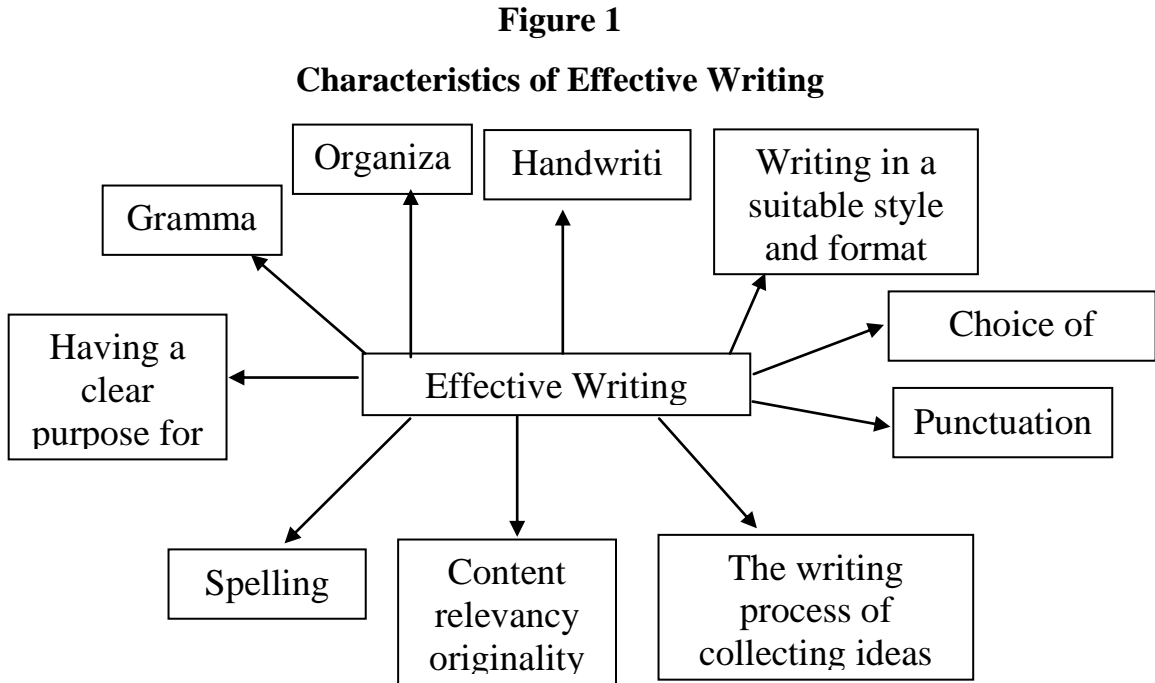 Figure 1
Characteristics of Effective Writing
Organiza
Handwriti
Writing in a
suitable style
and format
Gramma
Choice of
Having a
clear
purpose for
Effective Writing
Punctuation
Spelling
Content
relevancy
originality
The writing
process of
collecting ideas